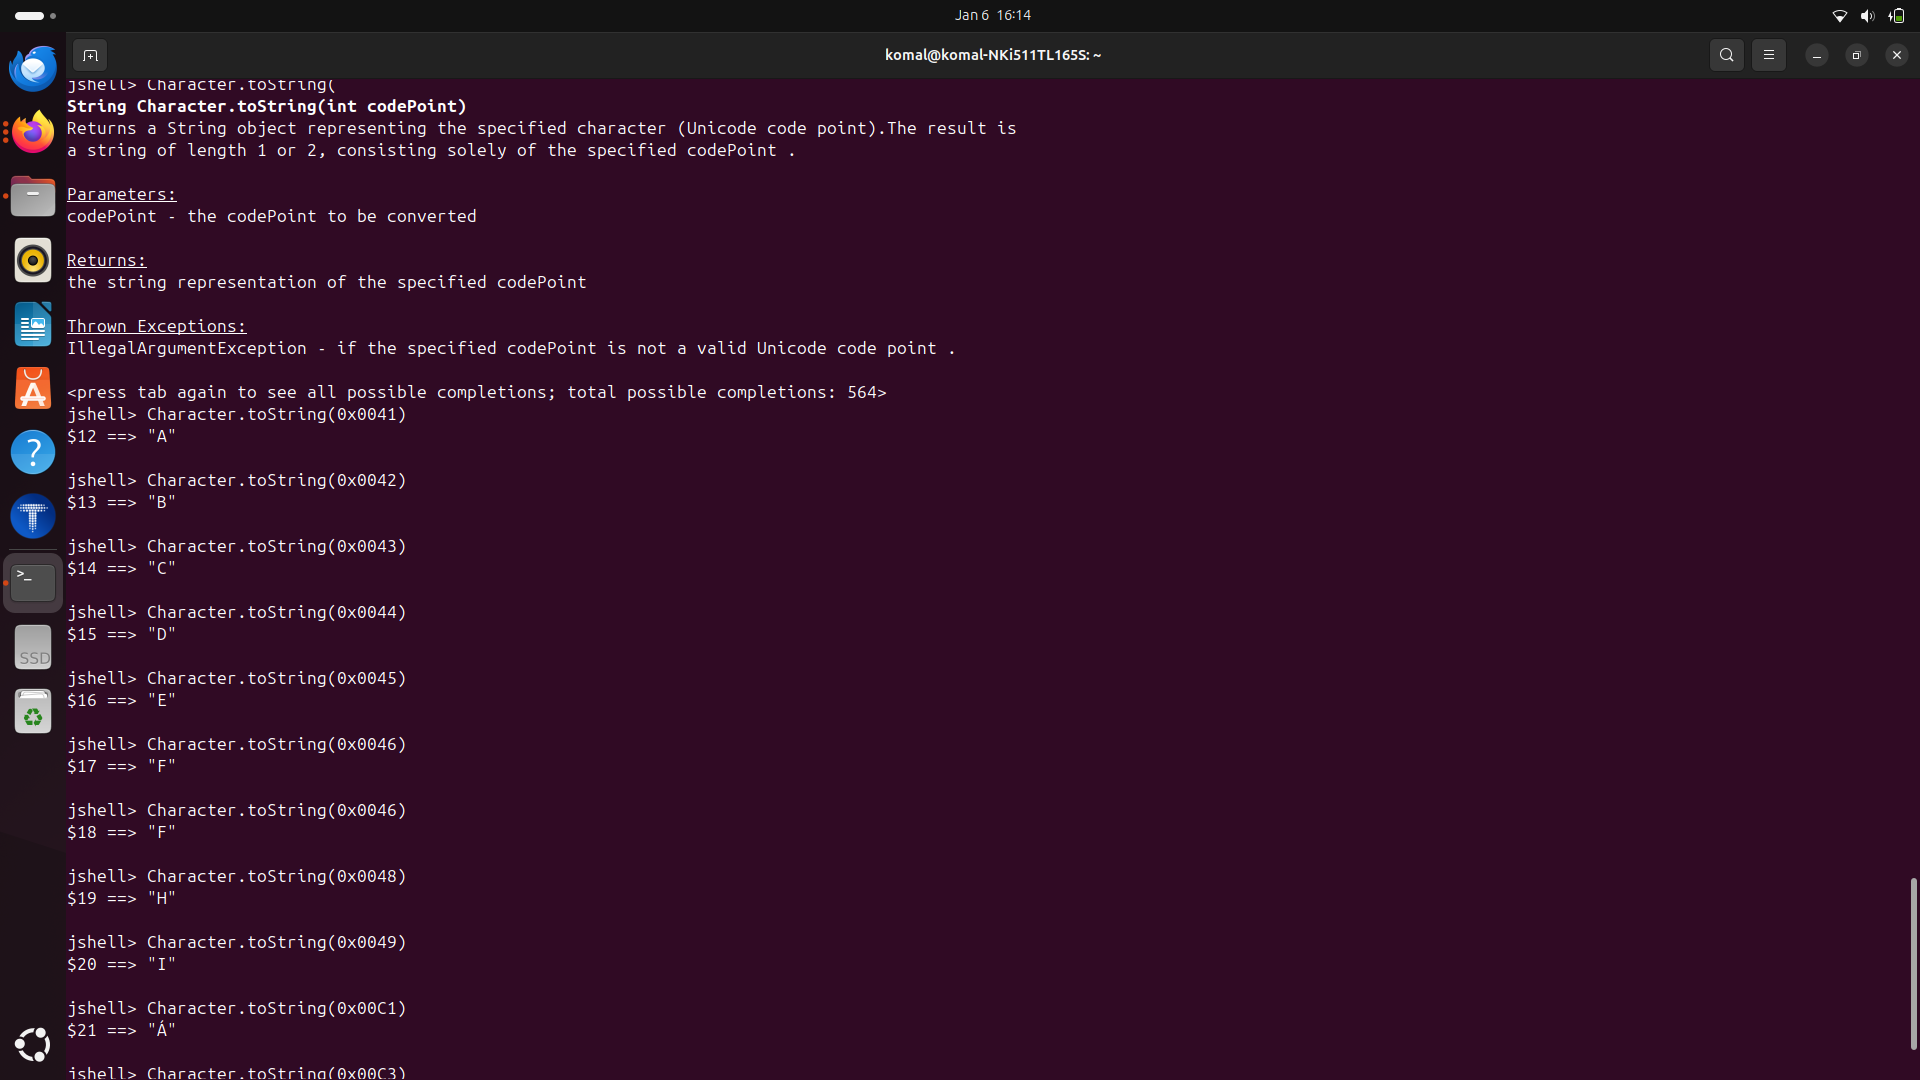 Jan 6 16:14
komal@komal-NKi511TL165S: ~
jshell> Character.toString(
String Character.toString(int codePoint)
Returns a String object representing the specified character (Unicode code point).The result is
a string of length 1 or 2, consisting solely of the specified codePoint .
Parameters:
codePoint - the codePoint to be converted
Returns:
the string representation of the specified codePoint
Thrown Exceptions:
IllegalArgumentException - if the specified codePoint is not a valid Unicode code point .
<press tab again to see all possible completions; total possible completions: 564>
jshell> Character.toString(0x0041)
$12 ==> "A"
jshell> Character.toString(0x0042)
$13 ==> "B"
jshell> Character.toString(0x0043)
$14 ==> "C"
jshell> Character.toString(0x0044)
$15 ==> "D"
jshell> Character.toString(0x0045)
$16 ==> "E"
jshell> Character.toString(0x0046)
$17 ==> "F"
jshell> Character.toString(0x0046)
$18 ==> "F"
jshell> Character.toString(0x0048)
$19 ==> "H"
jshell> Character.toString(0x0049)
$20 ==> "I"
jshell> Character.toString(0x00C1)
$21 ==> "Á"
jshell> Character.toString(0x00C3)
SSD